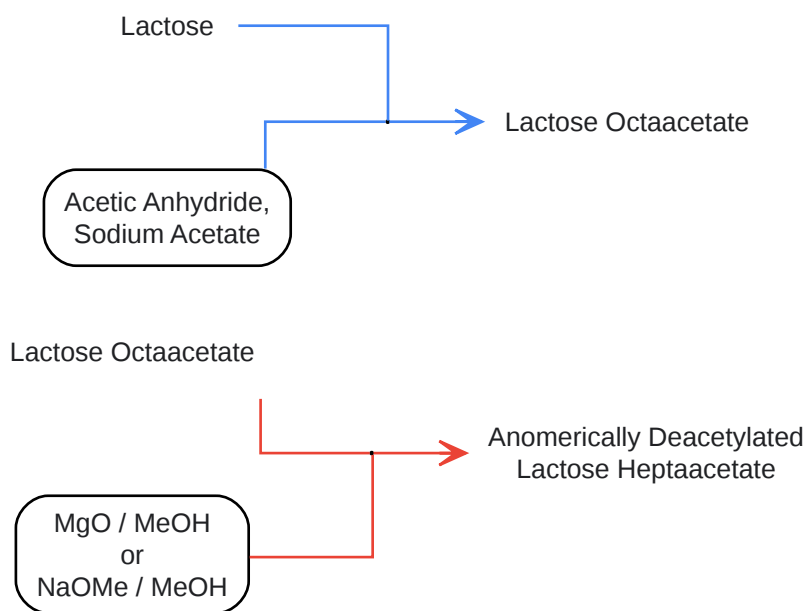 Lactose
Lactose Octaacetate
Acetic Anhydride,
Sodium Acetate
Lactose Octaacetate
Anomerically Deacetylated
Lactose Heptaacetate
MgO / MeOH
or
NaOMe / MeOH